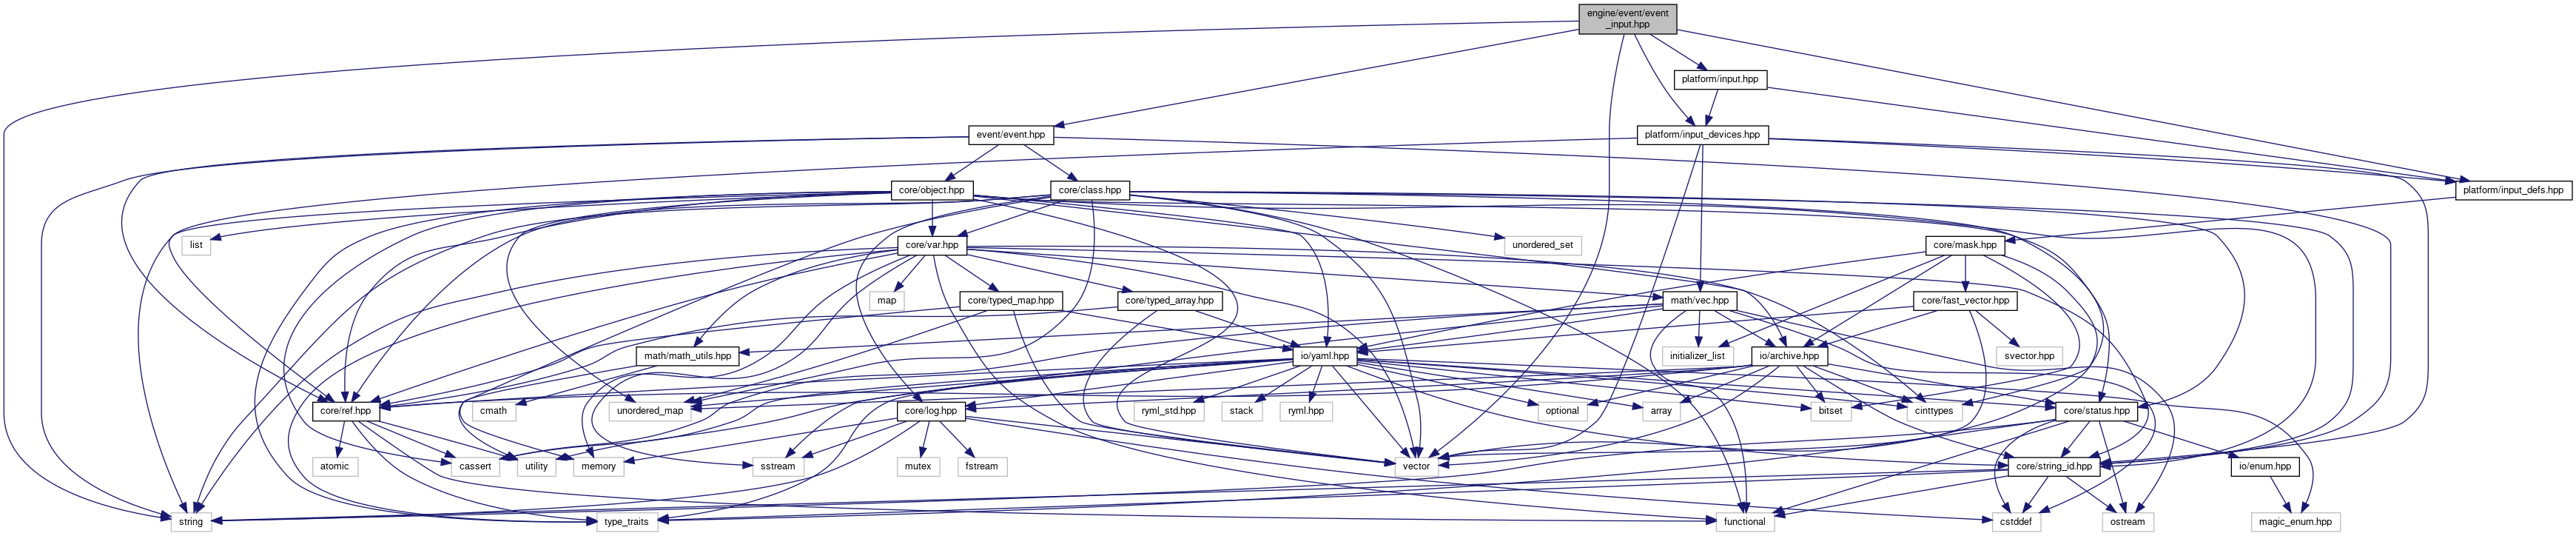 engine/event/event
_input.hpp
platform/input.hpp
event/event.hpp
platform/input_devices.hpp
core/object.hpp
core/class.hpp
platform/input_defs.hpp
list
core/var.hpp
unordered_set
core/mask.hpp
map
core/typed_map.hpp
core/typed_array.hpp
math/vec.hpp
core/fast_vector.hpp
math/math_utils.hpp
io/yaml.hpp
initializer_list
io/archive.hpp
svector.hpp
core/ref.hpp
cmath
unordered_map
core/log.hpp
ryml_std.hpp
stack
ryml.hpp
optional
array
bitset
cinttypes
core/status.hpp
atomic
cassert
utility
memory
sstream
mutex
fstream
vector
core/string_id.hpp
io/enum.hpp
string
type_traits
functional
cstddef
ostream
magic_enum.hpp